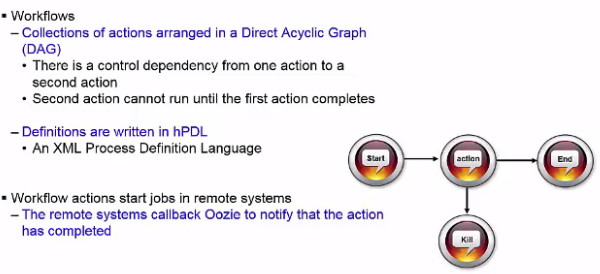 ▪ Workflows
– Collections of actions arranged in a Direct Acyclic Graph
(DAG)
• There is a control dependency from one action to a
second action
• Second action cannot run until the first action completes
– Definitions are written in hPDL
• An XML Process Definition Language
Start
action
End
Kill
▪ Workflow actions start jobs in remote systems
– The remote systems callback Oozie to notify that the action
has completed